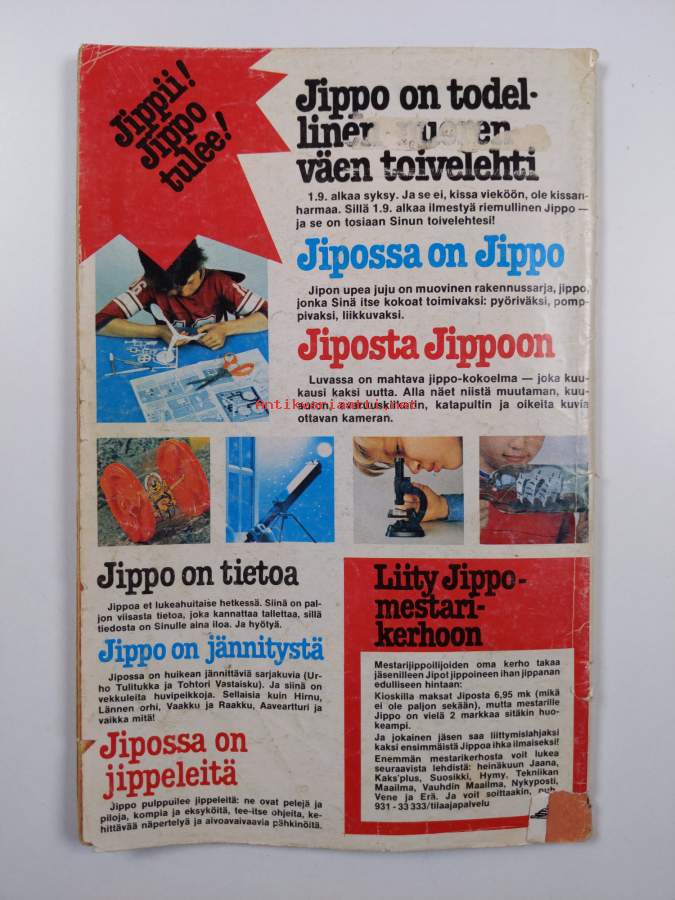 Jippii!
Jippo
tulee!
Jippo on todel-
väen toivelehti
1.9. alkaa syksy. Ja se ei, kissa vieköön, ole kissan-
harmaa. Sillä 1.9. alkaa ilmestyä riemullinen Jippo —
ja se on tosiaan Sinun toivelehtesi!
Jipossa on Jippo
Jipon upea juju on muovinen rakennussarja, jippo,
jonka Sinä itse kokoat toimivaksi: pyöriväksi, pomp-
pivaksi, liikkuvaksi.
Jiposta Jippoon
Luvassa on mahtava jippo-kokoelma — joka kuu-
kausi kaksi uutta. Alla näet niistä muutaman, kuu-
katapultin ja oikeita kuvia
ottavan kameran.
Jippo on tietoa
Jippoa et lukeahuitaise hetkessä. Siinä on pal-
jon viisasta tietoa, joka kannattaa tallettaa, sillä
tiedosta on Sinulle aina iloa. Ja hyötyä.
Jippo on jännitystä
Jipossa on huikean jännittäviä sarjakuvia (Ur-
ho Tulitukka ja Tohtori Vastaisku). Ja siinä on
vekkuleita huvipeikkoja. Sellaisia kuin Hirnu,
Lännen orhi, Vaakku ja Raakku, Aaveartturi ja
vaikka mitä!
Jipossa on
jippeleitä
Jippo pulppuilee jippeleitä: ne ovat pelejä ja
piloja, kompia ja eksyköitä, tee-itse ohjeita, ke-
hittävää näpertelyä ja aivoavaivaavia pähkinöitä.
Liity Jippo-
mestari-
kerhoon
Mestarijippoilijoiden oma kerho takaa
jäsenilleen Jipot jippoineen ihan jippanan
edulliseen hintaan:
Kioskilla maksat Jiposta 6,95 mk (mikä
ei ole paljon sekään), mutta mestarille
Jippo on vielä 2 markkaa sitäkin huo-
keampi.
Ja jokainen jäsen saa liittymislahjaksi
kaksi ensimmäistä Jippoa ihka ilmaiseksi!
Enemmän mestarikerhosta voit lukea
seuraavista lehdistä: heinäkuun Jaana,
Kaks'plus, Suosikki, Hymy, Tekniikan
Maailma, Vauhdin Maailma, Nykyposti,
Vene ja Erä. Ja voit soittaakin, puh.
931 - 33 333/tilaajapalvelu